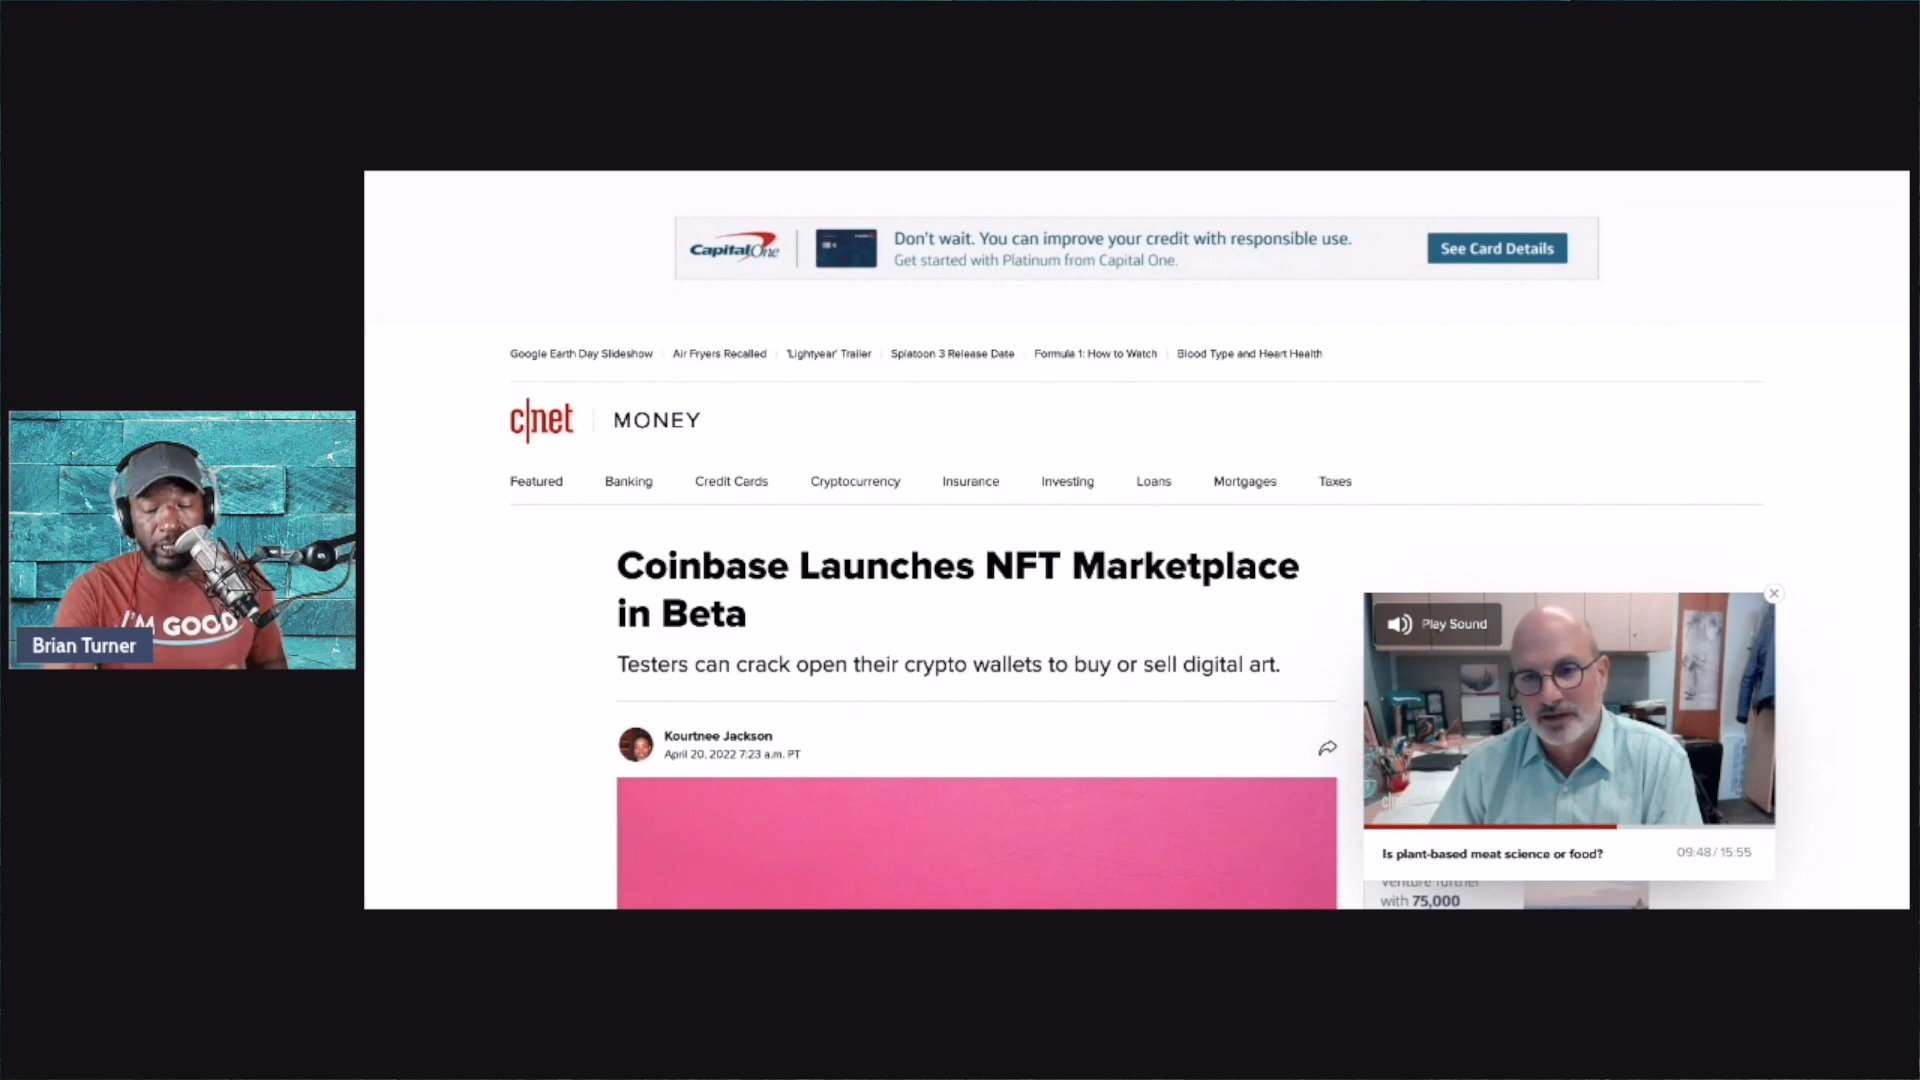 CapitalOne
Don't wait. You can improve your credit with responsible use.
Get started with Platinum from Capital One.
See Card Details
Google Earth Day Slideshow
Air Fryers Recalled
'Lightyear' Trailer
Splatoon 3 Release Date
Formula 1: How to Watch
Blood Type and Heart Health
c|net
MONEY
Featured
Banking
Credit Cards
Cryptocurrency
Insurance
Investing
Loans
Mortgages
Taxes
Coinbase Launches NFT Marketplace
in Beta
Testers can crack open their crypto wallets to buy or sell digital art.
Kourtnee Jackson
April 20, 2022 7:23 a.m. PT
Play Sound
Is plant-based meat science or food?
09:48 / 15:55
venture further
with 75,000
I'M GOOD
Brian Turner